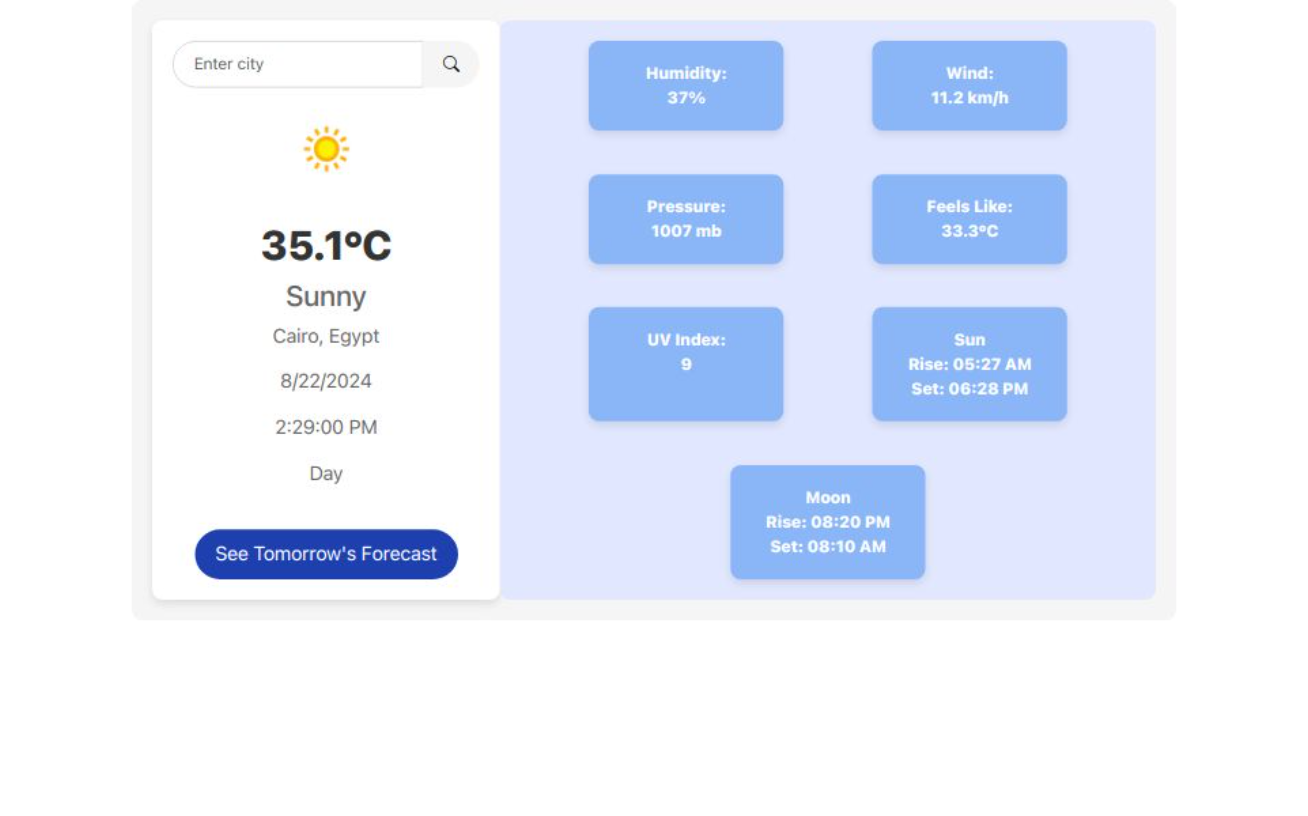 Enter city
35.1°C
Sunny
Cairo, Egypt
8/22/2024
2:29:00 PM
Day
See Tomorrow's Forecast
Humidity:
37%
Wind:
11.2 km/h
Pressure:
1007 mb
Feels Like:
33.3°C
UV Index:
9
Sun
Rise: 05:27 AM
Set: 06:28 PM
Moon
Rise: 08:20 PM
Set: 08:10 AM